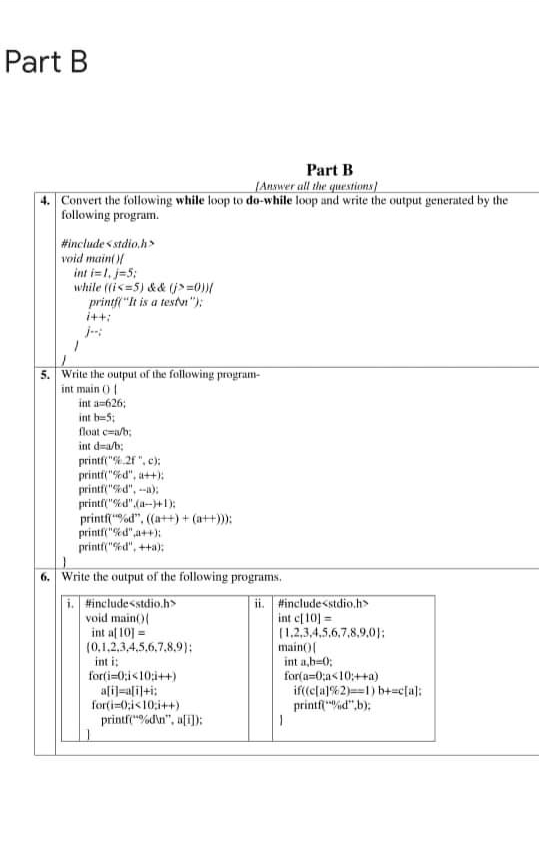 Part B
Part B
[Answer all the questions]
4. Convert the following while loop to do-while loop and write the output generated by the
following program.
#include<stdio.h>
void main(){
int i=1, j=5;
while ((i<=5) && (j>=0)){
printf("It is a test\n");
i++;
j--;
}
}
5. Write the output of the following program-
int main () {
int a=626;
int b=5;
float c=a/b;
int d=a/b;
printf("%.2f ", c);
printf("%d", a++);
printf("%d", --a);
printf("%d",(a--)+1);
printf("%d", ((a++) + (a++)));
printf("%d",a++);
printf("%d", ++a);
}
6. Write the output of the following programs.
i. #include<stdio.h>
void main(){
int a[10] =
{0,1,2,3,4,5,6,7,8,9};
int i;
for(i=0;i<10;i++)
a[i]=a[i]+i;
for(i=0;i<10;i++)
printf("%d\n", a[i]);
}
ii. #include<stdio.h>
int c[10] =
{1,2,3,4,5,6,7,8,9,0};
main(){
int a,b=0;
for(a=0;a<10;++a)
if((c[a]%2)==1) b+=c[a];
printf("%d",b);
}